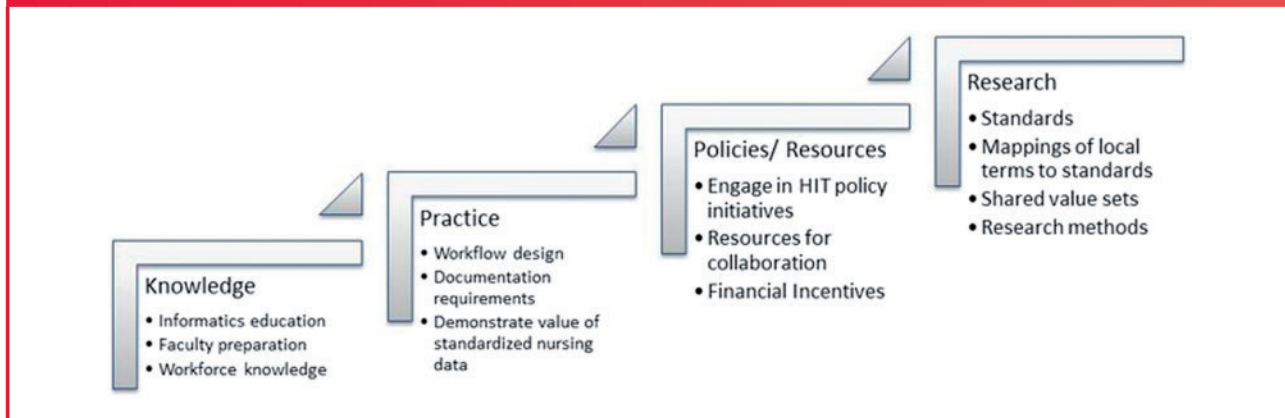 Knowledge
• Informatics education
• Faculty preparation
• Workforce knowledge
Practice
• Workflow design
• Documentation
requirements
• Demonstrate value of
standardized nursing
data
Policies/ Resources
• Engage in HIT policy
initiatives
• Resources for
collaboration
• Financial Incentives
Research
• Standards
• Mappings of local
terms to standards
• Shared value sets
• Research methods